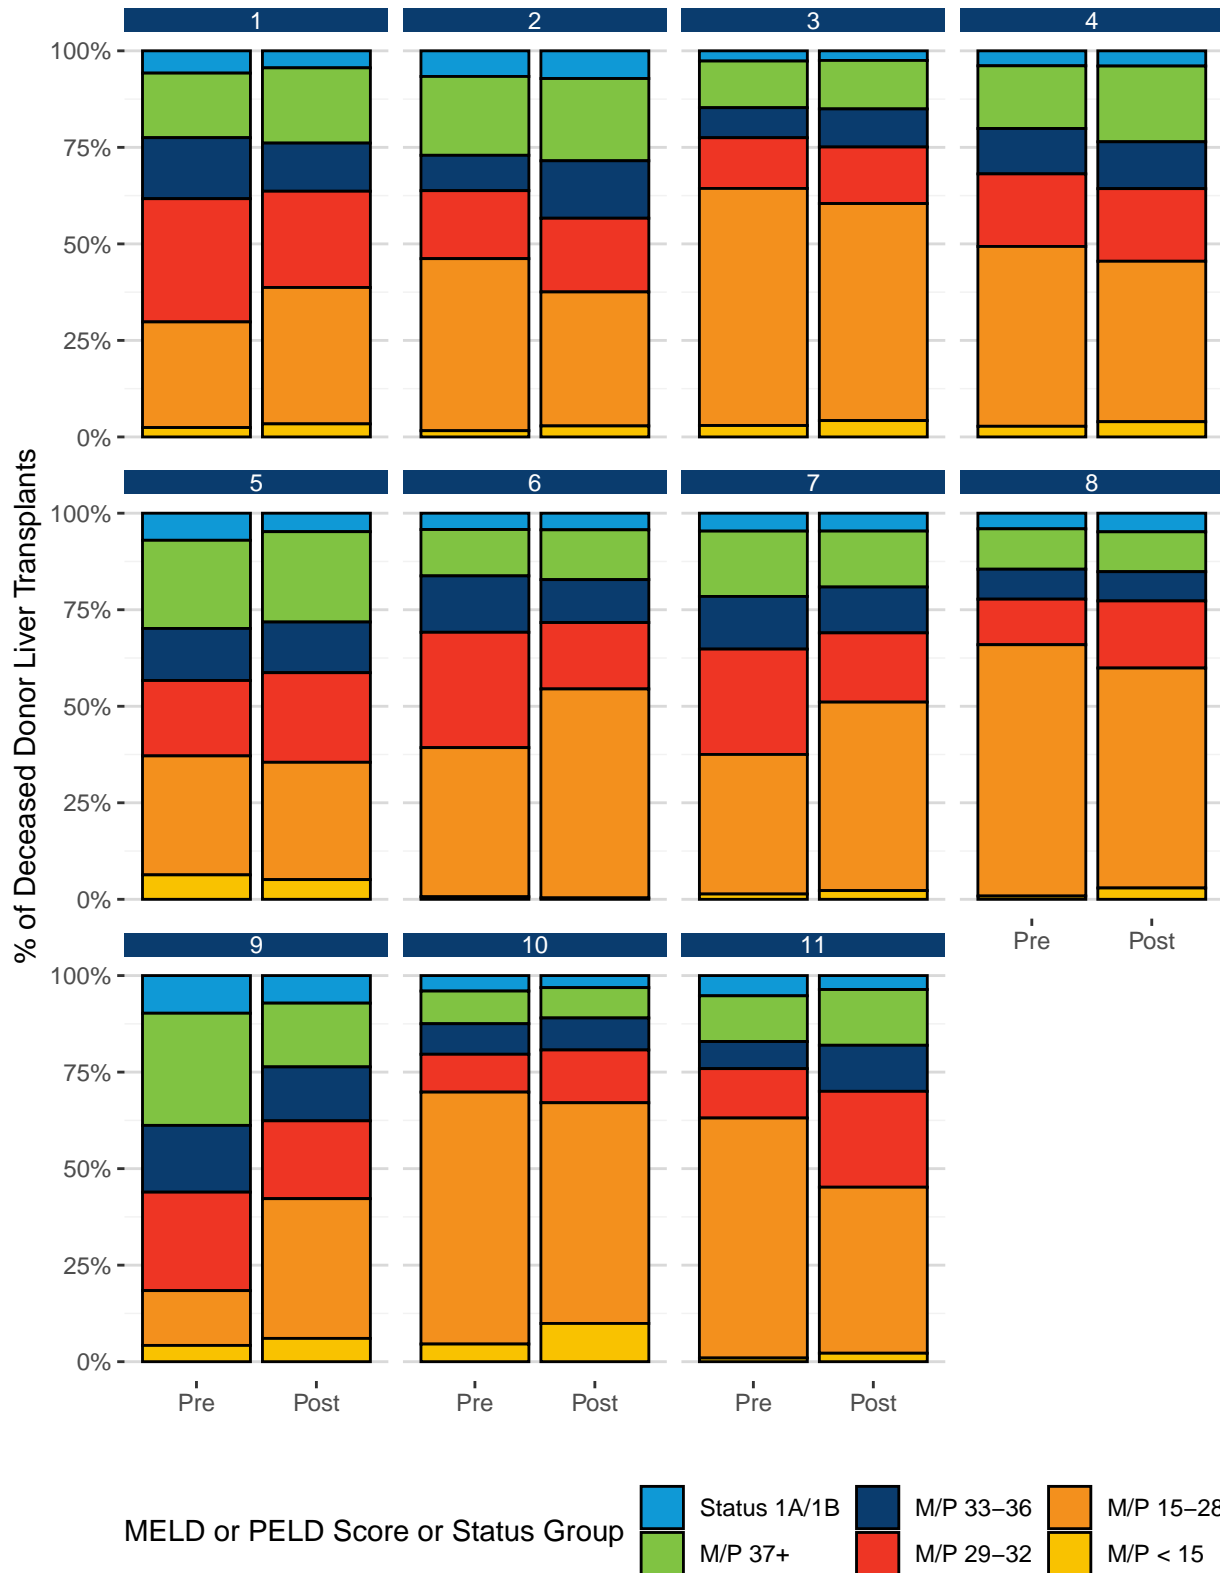 1 2 3 4
100%
75%
50%
25%
0%
5 6 7 8
100%
75%
50%
25%
0%
Pre Post
9 10 11
100%
75%
50%
25%
0%
Pre Post Pre Post Pre Post
% of Deceased Donor Liver Transplants
MELD or PELD Score or Status Group
Status 1A/1B M/P 33−36 M/P 15−28
M/P 37+ M/P 29−32 M/P < 15